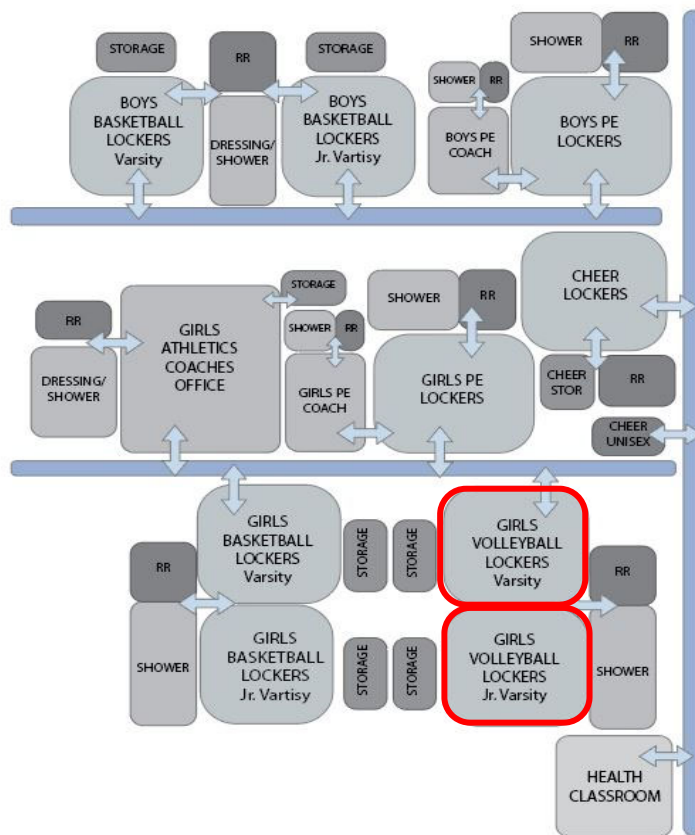 STORAGE
RR
STORAGE
SHOWER
RR
BOYS
BASKETBALL
LOCKERS
Varsity
DRESSING/
SHOWER
BOYS
BASKETBALL
LOCKERS
Jr. Vartisy
SHOWER
RR
BOYS PE
COACH
BOYS PE
LOCKERS
RR
DRESSING/
SHOWER
GIRLS
ATHLETICS
COACHES
OFFICE
STORAGE
SHOWER
RR
GIRLS PE
COACH
SHOWER
RR
GIRLS PE
LOCKERS
CHEER
LOCKERS
CHEER
STOR
RR
CHEER
UNISEX
RR
SHOWER
GIRLS
BASKETBALL
LOCKERS
Varsity
STORAGE
STORAGE
GIRLS
VOLLEYBALL
LOCKERS
Varsity
RR
SHOWER
GIRLS
BASKETBALL
LOCKERS
Jr. Vartisy
STORAGE
STORAGE
GIRLS
VOLLEYBALL
LOCKERS
Jr. Varsity
HEALTH
CLASSROOM